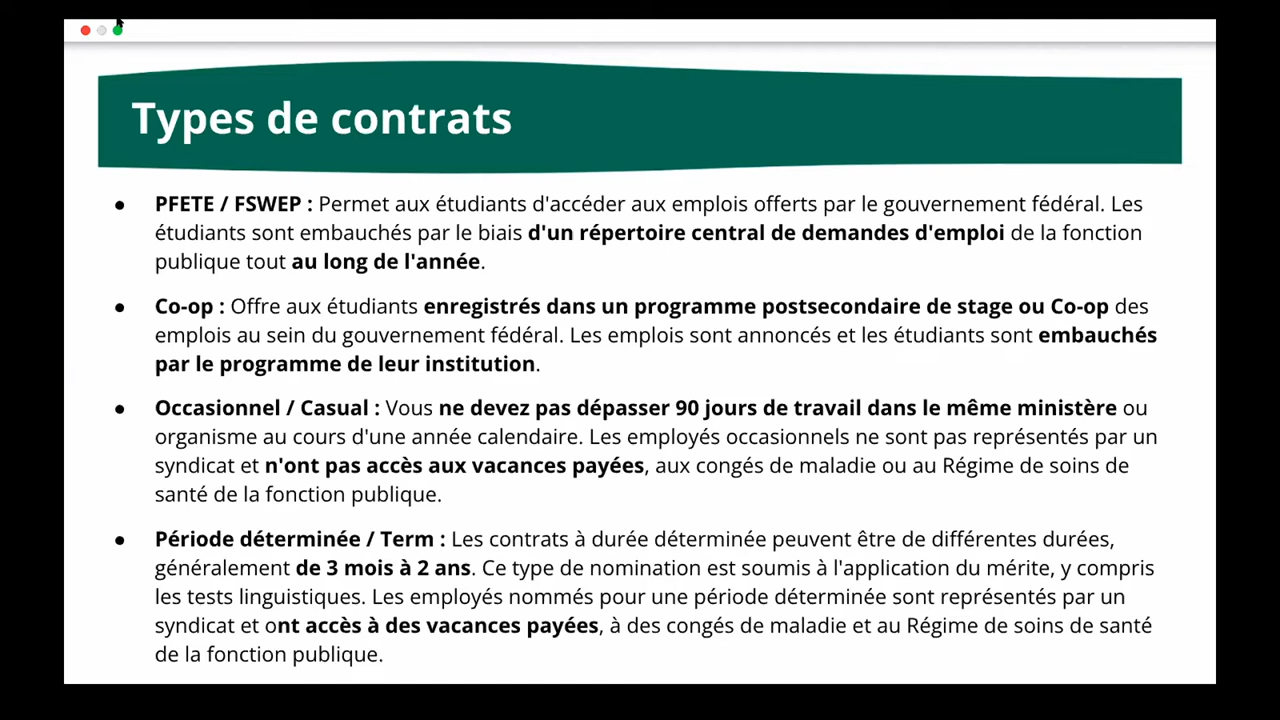 Types de contrats
● PFETE / FSWEP : Permet aux étudiants d'accéder aux emplois offerts par le gouvernement fédéral. Les
étudiants sont embauchés par le biais d'un répertoire central de demandes d'emploi de la fonction
publique tout au long de l'année.
● Co-op : Offre aux étudiants enregistrés dans un programme postsecondaire de stage ou Co-op des
emplois au sein du gouvernement fédéral. Les emplois sont annoncés et les étudiants sont embauchés
par le programme de leur institution.
● Occasionnel / Casual : Vous ne devez pas dépasser 90 jours de travail dans le même ministère ou
organisme au cours d'une année calendaire. Les employés occasionnels ne sont pas représentés par un
syndicat et n'ont pas accès aux vacances payées, aux congés de maladie ou au Régime de soins de
santé de la fonction publique.
● Période déterminée / Term : Les contrats à durée déterminée peuvent être de différentes durées,
généralement de 3 mois à 2 ans. Ce type de nomination est soumis à l'application du mérite, y compris
les tests linguistiques. Les employés nommés pour une période déterminée sont représentés par un
syndicat et ont accès à des vacances payées, à des congés de maladie et au Régime de soins de santé
de la fonction publique.